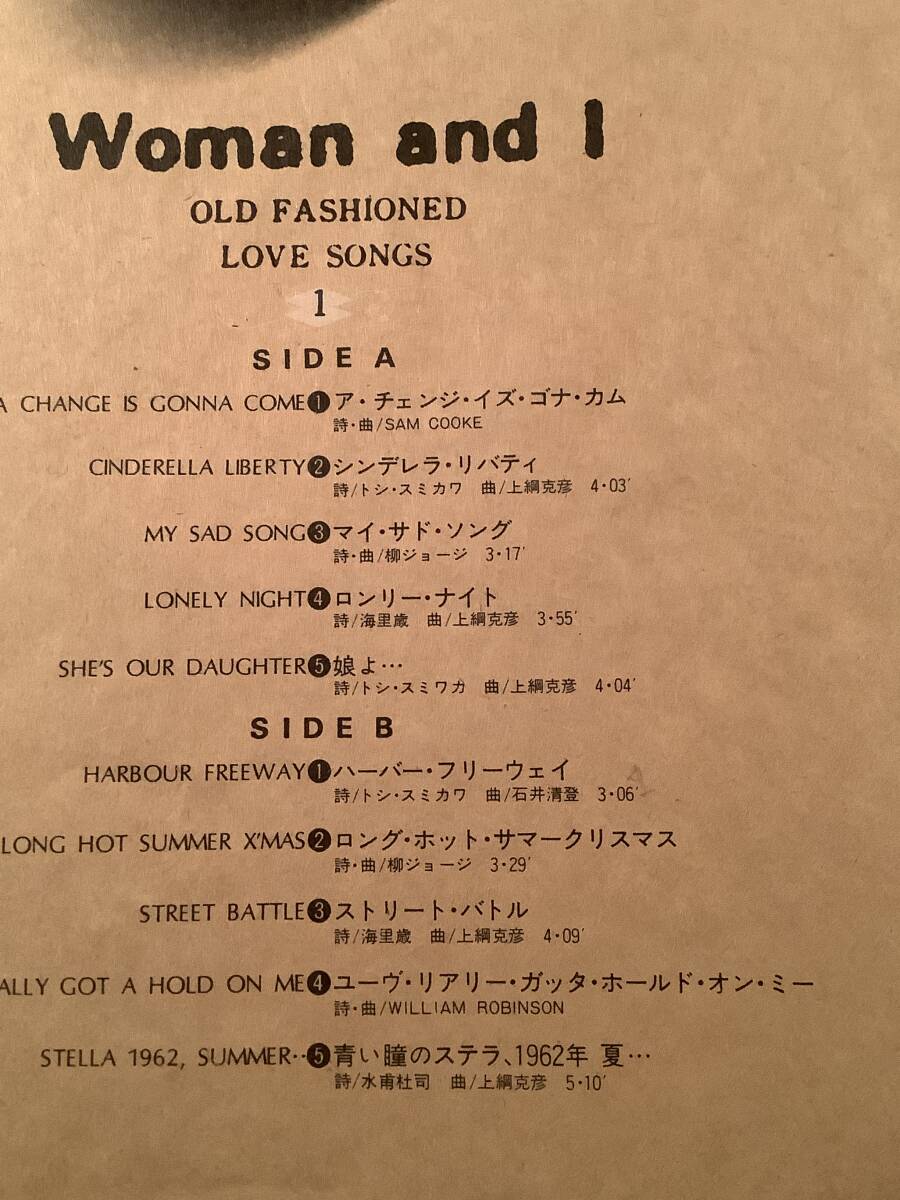 Woman and I
OLD FASHIONED
LOVE SONGS
1
SIDE A
A CHANGE IS GONNA COME❶ア・チェンジ・イズ・ゴナ・カム
詩・曲/SAM COOKE
CINDERELLA LIBERTY❷シンデレラ・リバティ
詩/トシ・スミカワ 曲/上綱克彦 4・03′
MY SAD SONG❸マイ・サド・ソング
詩・曲/柳ジョージ 3・17′
LONELY NIGHT❹ロンリー・ナイト
詩/海里歳 曲/上綱克彦 3・55′
SHE'S OUR DAUGHTER❺娘よ…
詩/トシ・スミワカ 曲/上綱克彦 4・04′
SIDE B
HARBOUR FREEWAY❶ハーバー・フリーウェイ
詩/トシ・スミカワ 曲/石井清登 3・06′
LONG HOT SUMMER X'MAS❷ロング・ホット・サマークリスマス
詩・曲/柳ジョージ 3・29′
STREET BATTLE❸ストリート・バトル
詩/海里歳 曲/上綱克彦 4・09′
ALLY GOT A HOLD ON ME❹ユーヴ・リアリー・ガッタ・ホールド・オン・ミー
詩・曲/WILLIAM ROBINSON
STELLA 1962, SUMMER‥❺青い瞳のステラ、1962年 夏…
詩/水甫杜司 曲/上綱克彦 5・10′